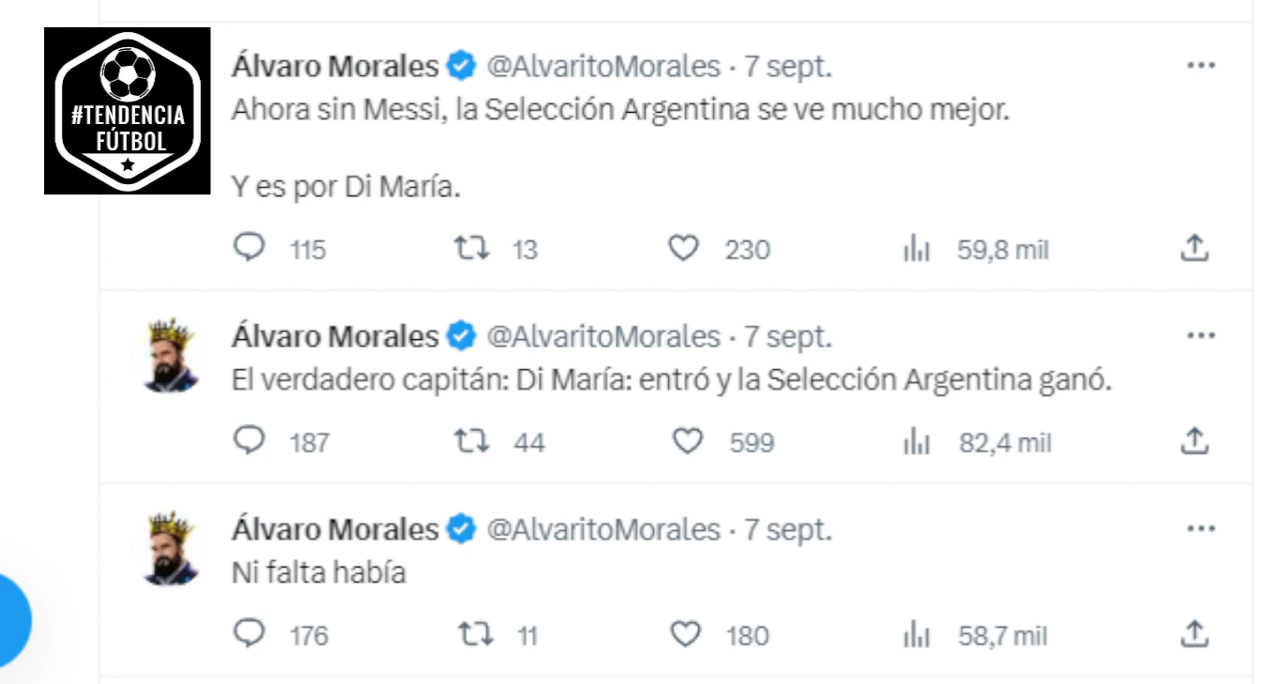 #TENDENCIA
FÚTBOL
Álvaro Morales @AlvaritoMorales · 7 sept.
Ahora sin Messi, la Selección Argentina se ve mucho mejor.
Y es por Di María.
115 13 230 59,8 mil
Álvaro Morales @AlvaritoMorales · 7 sept.
El verdadero capitán: Di María: entró y la Selección Argentina ganó.
187 44 599 82,4 mil
Álvaro Morales @AlvaritoMorales · 7 sept.
Ni falta había
176 11 180 58,7 mil